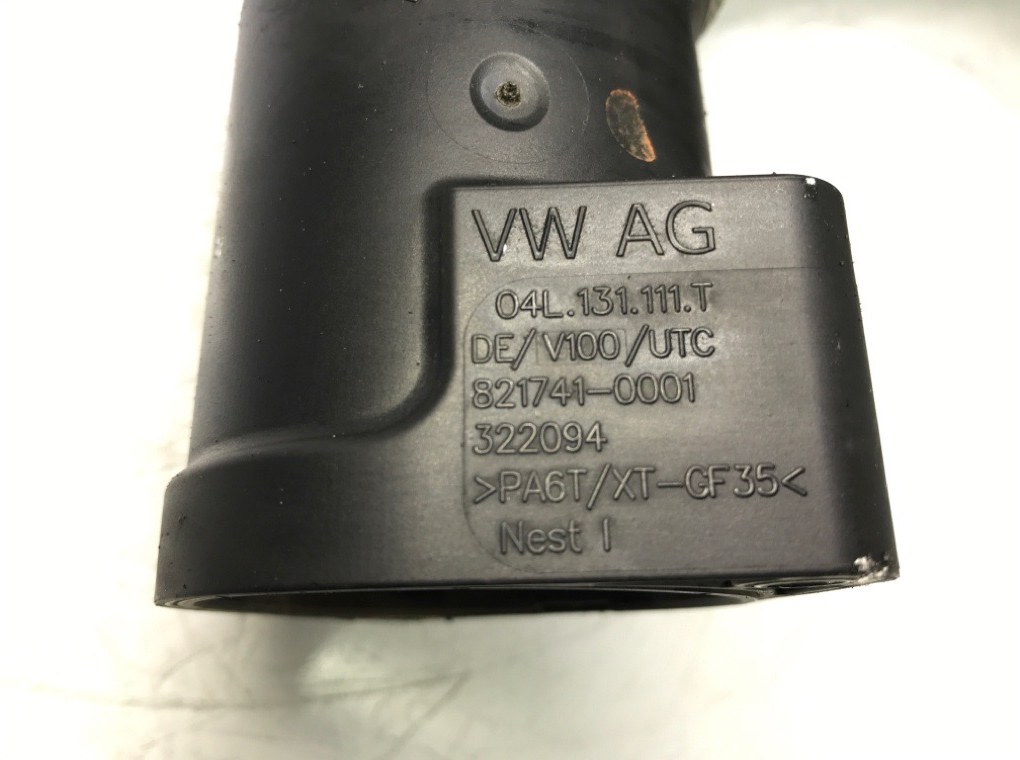 VW AG
04L.131.111.T
DE/V100/UTC
821741-0001
322094
>PA6T/XT-GF35<
Nest 1